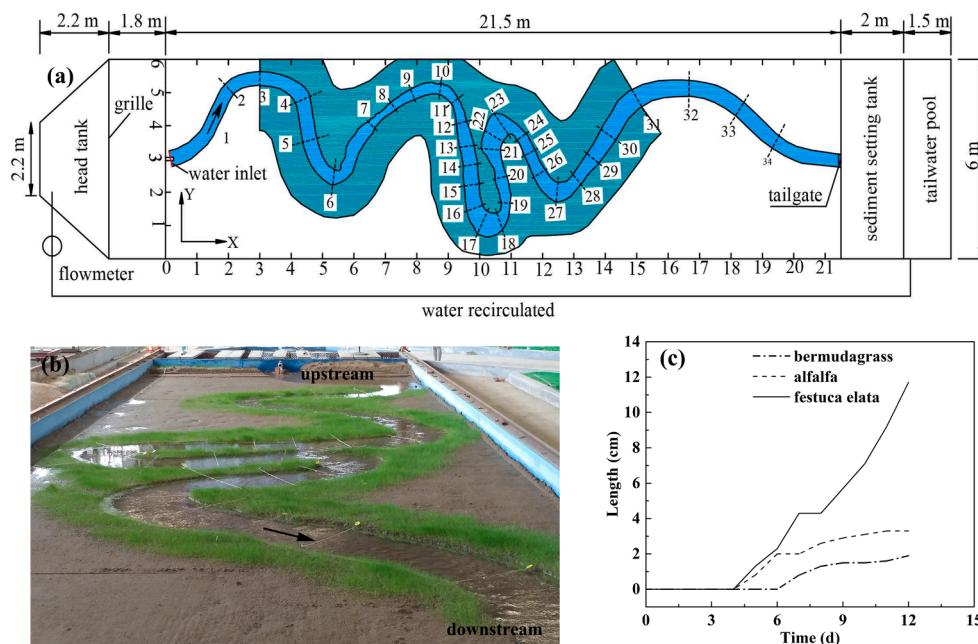 2.2 m 1.8 m 21.5 m 2 m 1.5 m
(a)
grille
head tank
2.2 m
water inlet
flowmeter
Y
X
6
5
4
3
2
1
1
2
3
4
5
6
7
8
9
10
11
12
13
14
15
16
17
18
19
20
21
22
23
24
25
26
27
28
29
30
31
32
33
34
tailgate
sediment setting tank
tailwater pool
6 m
0 1 2 3 4 5 6 7 8 9 10 11 12 13 14 15 16 17 18 19 20 21
water recirculated
(b)
upstream
downstream
(c)
bermudagrass
alfalfa
festuca elata
Length (cm)
14
12
10
8
6
4
2
0
0 3 6 9 12 15
Time (d)